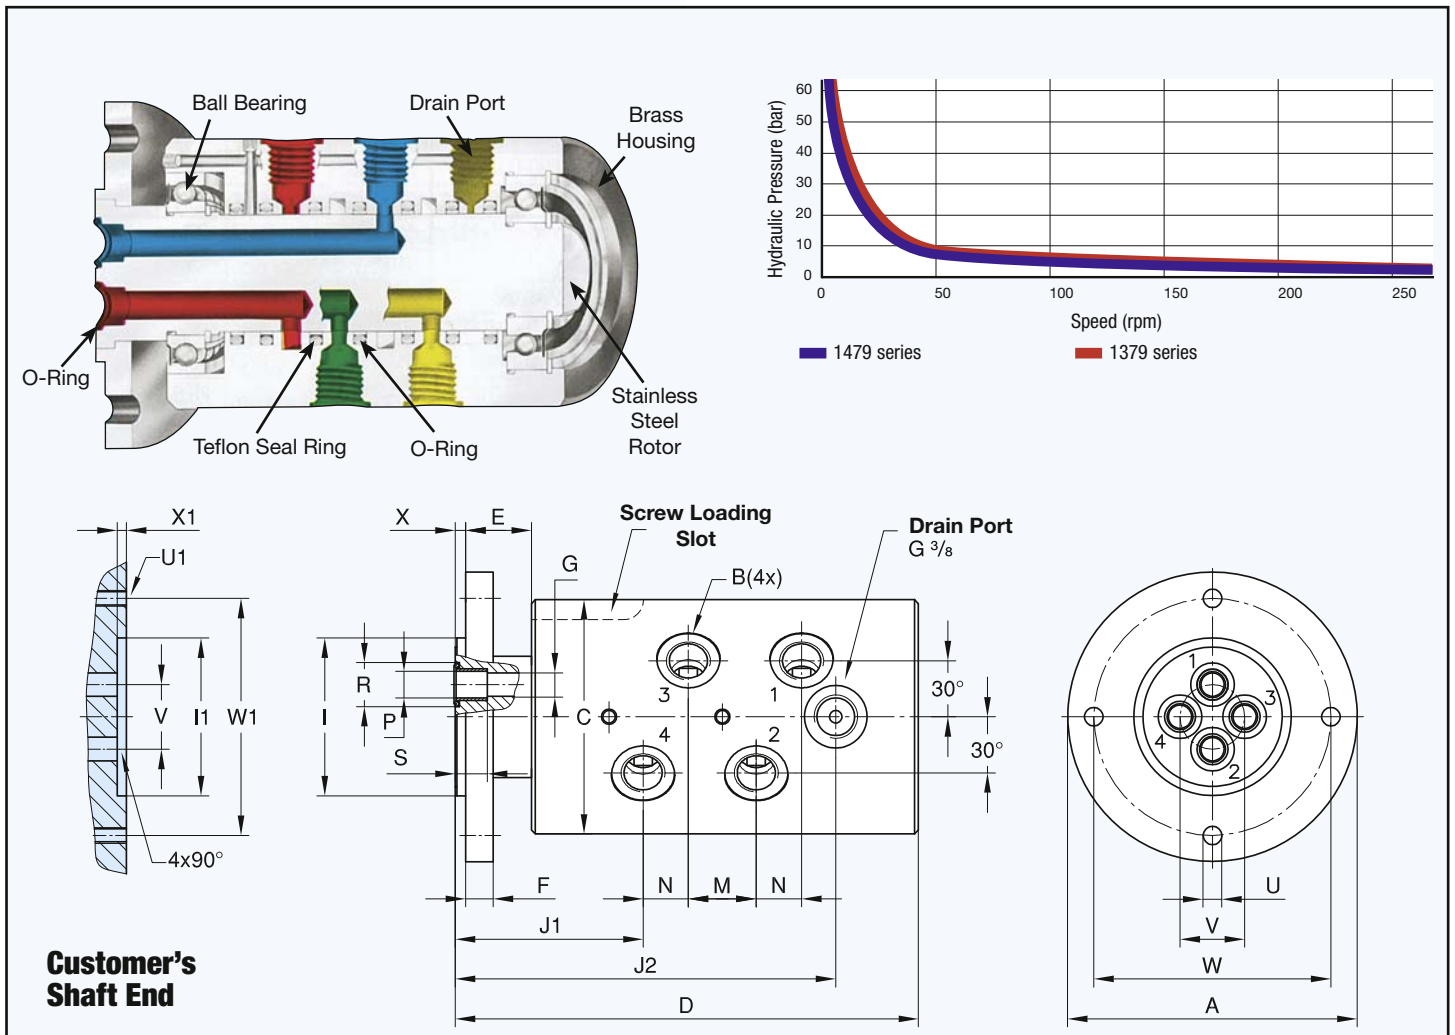 Ball Bearing
Drain Port
Brass
Housing
O-Ring
Teflon Seal Ring
O-Ring
Stainless
Steel
Rotor
Hydraulic Pressure (bar)
60
50
40
30
20
10
0
0 50 100 150 200 250
Speed (rpm)
1479 series
1379 series
X1
U1
V
I1
W1
4x90°
X
E
G
Screw Loading
Slot
B(4x)
Drain Port
G 3/8
R
P
S
I
C
3
1
4
2
30°
30°
F
N
M
N
J1
J2
D
1
3
4
2
U
V
W
A
Customer's
Shaft End